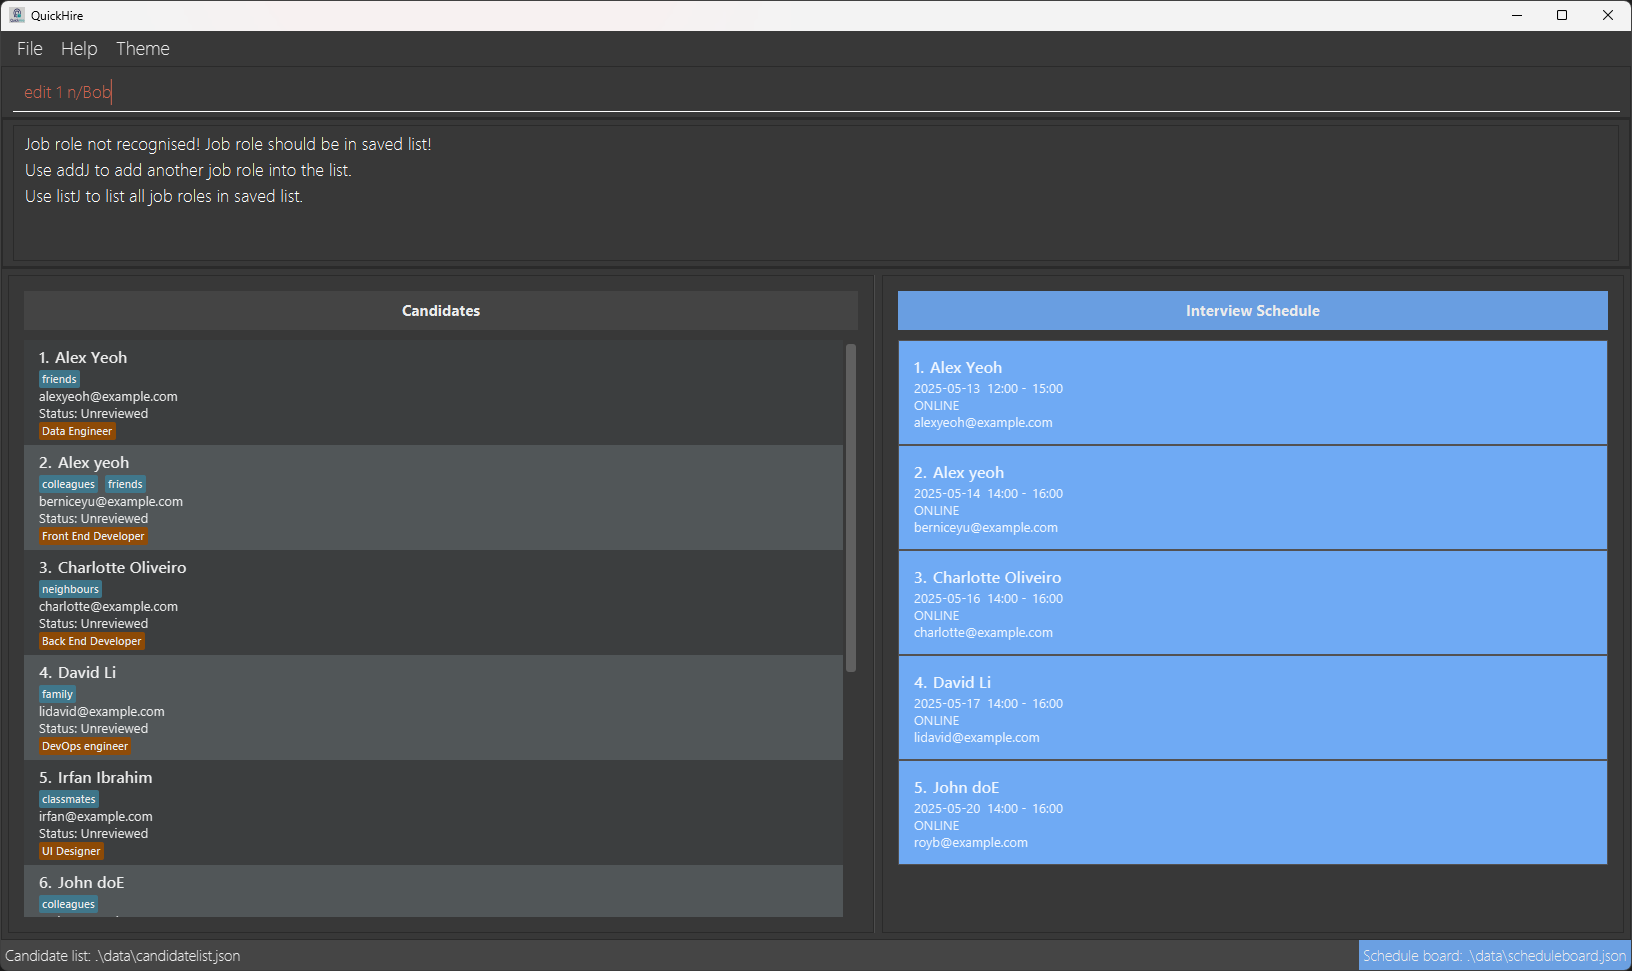 QuickHire
File Help Theme
edit 1 n/Bob
Job role not recognised! Job role should be in saved list!
Use addJ to add another job role into the list.
Use listJ to list all job roles in saved list.
Candidates
1. Alex Yeoh
friends
alexyeoh@example.com
Status: Unreviewed
Data Engineer
2. Alex yeoh
colleagues friends
berniceyu@example.com
Status: Unreviewed
Front End Developer
3. Charlotte Oliveiro
neighbours
charlotte@example.com
Status: Unreviewed
Back End Developer
4. David Li
family
lidavid@example.com
Status: Unreviewed
DevOps engineer
5. Irfan Ibrahim
classmates
irfan@example.com
Status: Unreviewed
UI Designer
6. John doE
colleagues
Interview Schedule
1. Alex Yeoh
2025-05-13 12:00 - 15:00
ONLINE
alexyeoh@example.com
2. Alex yeoh
2025-05-14 14:00 - 16:00
ONLINE
berniceyu@example.com
3. Charlotte Oliveiro
2025-05-16 14:00 - 16:00
ONLINE
charlotte@example.com
4. David Li
2025-05-17 14:00 - 16:00
ONLINE
lidavid@example.com
5. John doE
2025-05-20 14:00 - 16:00
ONLINE
royb@example.com
Candidate list: .\data\candidatelist.json
Schedule board: .\data\scheduleboard.json